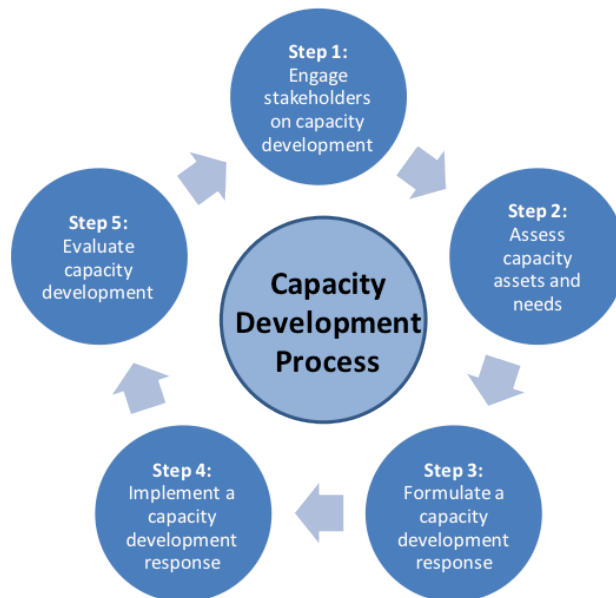 Step 1:
Engage
stakeholders
on capacity
development
Step 2:
Assess
capacity
assets and
needs
Step 3:
Formulate a
capacity
development
response
Step 4:
Implement a
capacity
development
response
Step 5:
Evaluate
capacity
development
Capacity
Development
Process